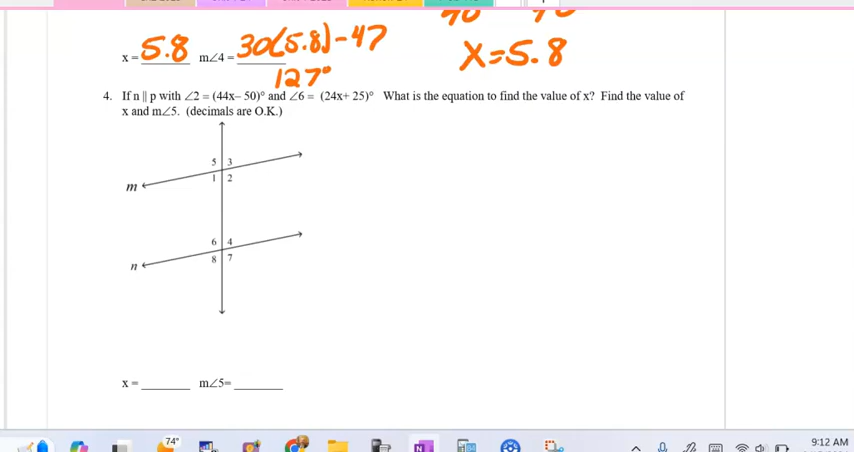 x = 5.8 m∠4 = 30(5.8)-47
127°
X=5.8
4. If n || p with ∠2 = (44x– 50)° and ∠6 = (24x+ 25)° What is the equation to find the value of x? Find the value of
x and m∠5. (decimals are O.K.)
5 3
1 2
m
6 4
8 7
n
x = ________ m∠5= ________
74°
9:12 AM